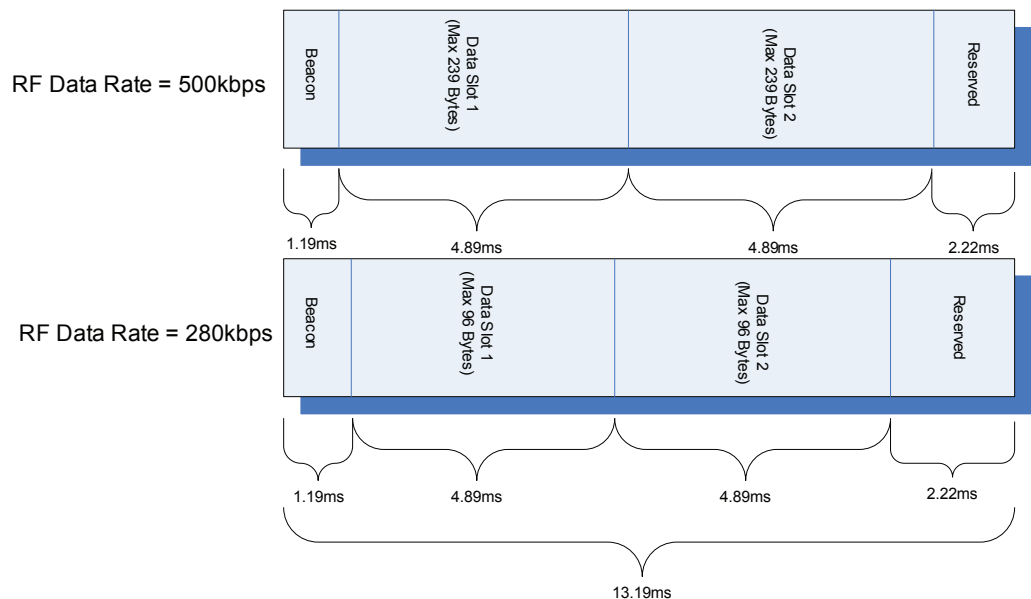 RF Data Rate = 500kbps
Beacon
Data Slot 1
(Max 239 Bytes)
Data Slot 2
(Max 239 Bytes)
Reserved
1.19ms
4.89ms
4.89ms
2.22ms
RF Data Rate = 280kbps
Beacon
Data Slot 1
(Max 96 Bytes)
Data Slot 2
(Max 96 Bytes)
Reserved
1.19ms
4.89ms
4.89ms
2.22ms
13.19ms